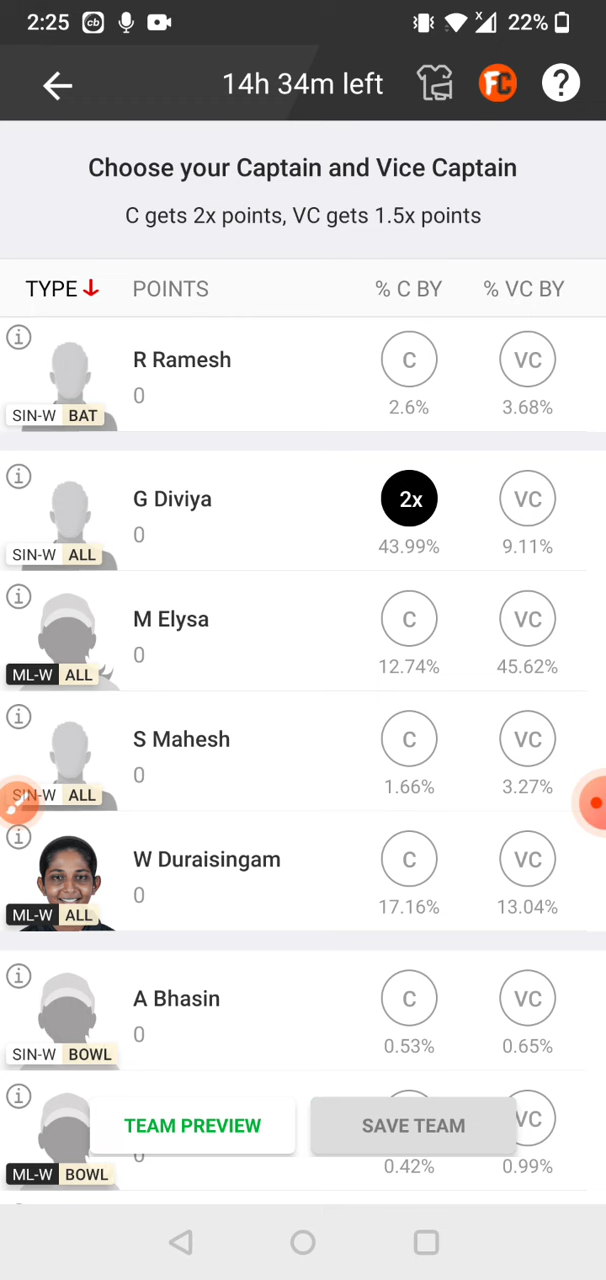 2:25 cb 22%
14h 34m left FC ?
Choose your Captain and Vice Captain
C gets 2x points, VC gets 1.5x points
TYPE POINTS % C BY % VC BY
R Ramesh C VC
0
SIN-W BAT 2.6% 3.68%
G Diviya 2x VC
0
SIN-W ALL 43.99% 9.11%
M Elysa C VC
0
ML-W ALL 12.74% 45.62%
S Mahesh C VC
0
SIN-W ALL 1.66% 3.27%
W Duraisingam C VC
0
ML-W ALL 17.16% 13.04%
A Bhasin C VC
0
SIN-W BOWL 0.53% 0.65%
TEAM PREVIEW SAVE TEAM VC
0
ML-W BOWL 0.42% 0.99%